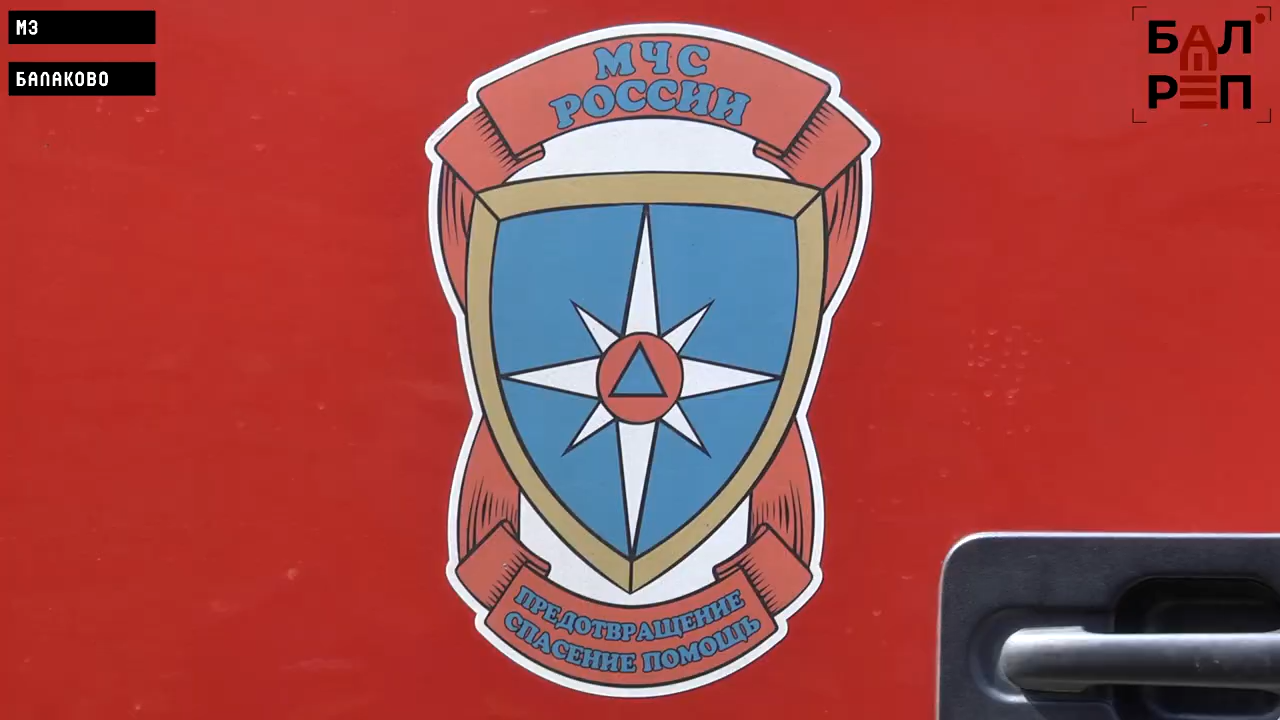 МЗ
БАЛАКОВО
БАЛ
РЕП
МЧС
РОССИИ
ПРЕДОТВРАЩЕНИЕ
СПАСЕНИЕ ПОМОЩЬ